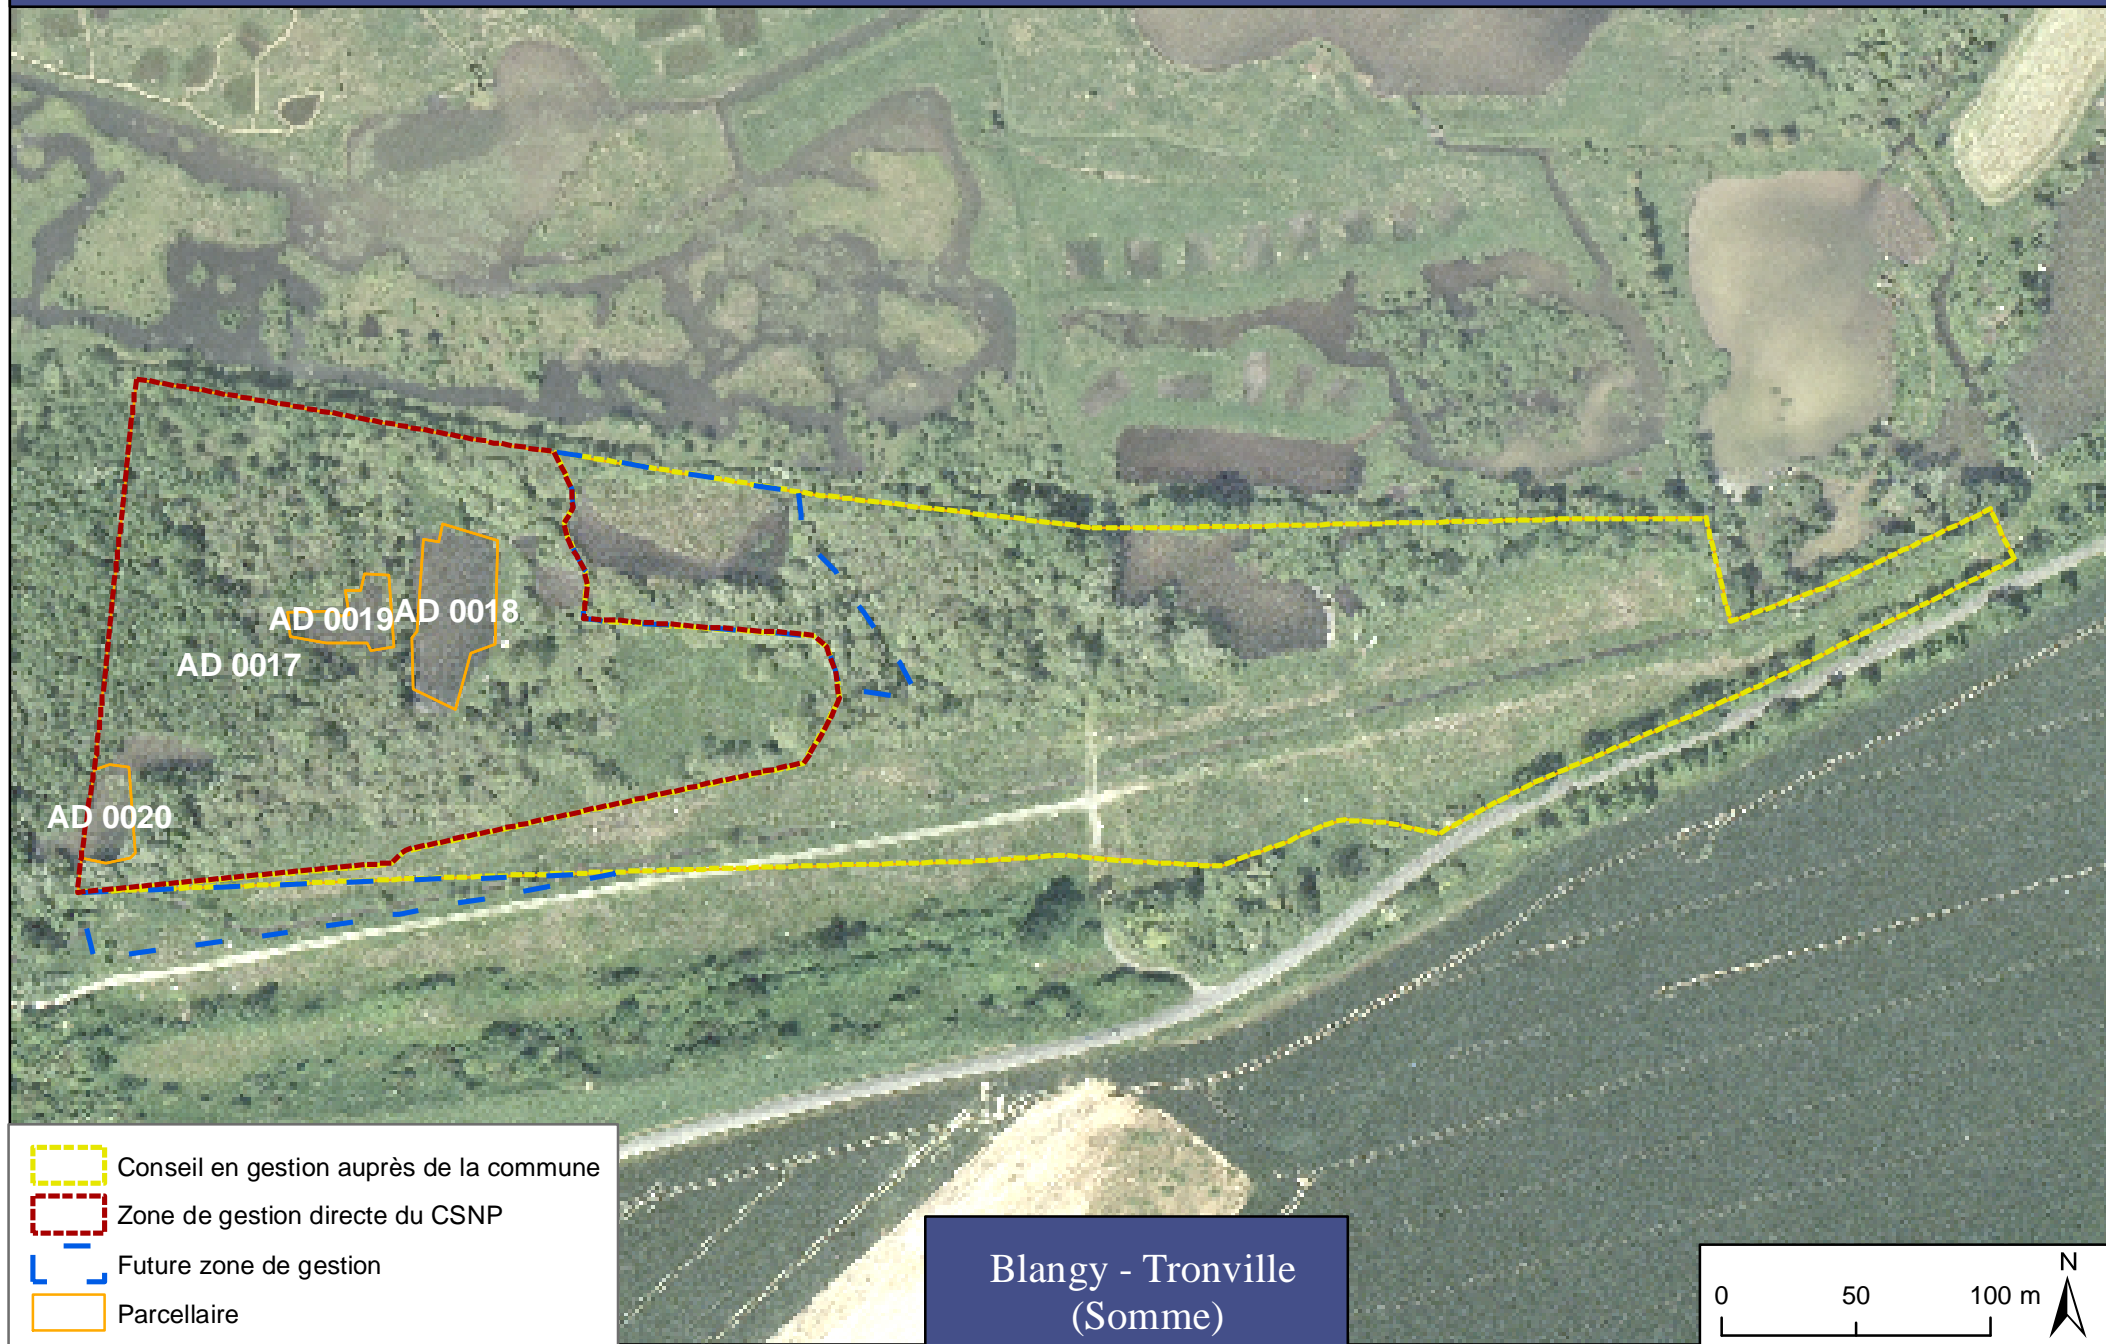 AD 0019
AD 0018
AD 0017
AD 0020
Conseil en gestion auprès de la commune
Zone de gestion directe du CSNP
Future zone de gestion
Parcellaire
Blangy - Tronville
(Somme)
N
0 50 100 m